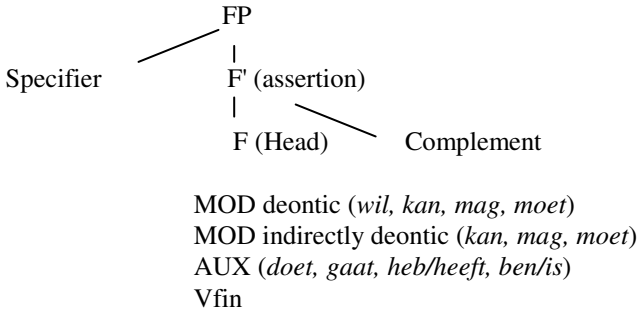 FP
Specifier F' (assertion)
F (Head) Complement
MOD deontic (wil, kan, mag, moet)
MOD indirectly deontic (kan, mag, moet)
AUX (doet, gaat, heb/heeft, ben/is)
Vfin